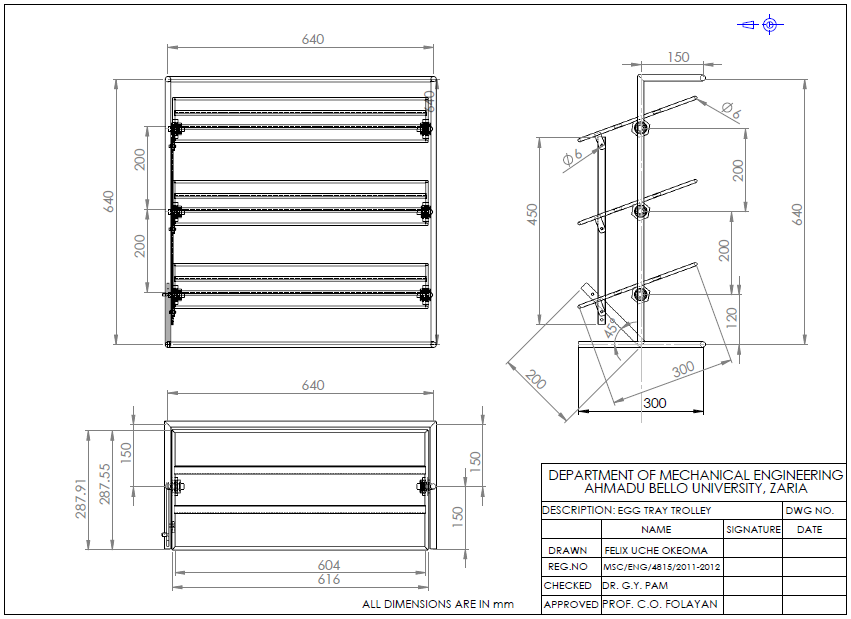 640
640
200
640
200
150
Ø6
Ø6
200
450
640
200
120
45°
300
200
300
640
150
150
287.55
287.91
150
604
616
ALL DIMENSIONS ARE IN mm
DEPARTMENT OF MECHANICAL ENGINEERING
AHMADU BELLO UNIVERSITY, ZARIA
DESCRIPTION: EGG TRAY TROLLEY DWG NO.
NAME SIGNATURE DATE
DRAWN FELIX UCHE OKEOMA
REG.NO MSC/ENG/4815/2011-2012
CHECKED DR. G.Y. PAM
APPROVED PROF. C.O. FOLAYAN